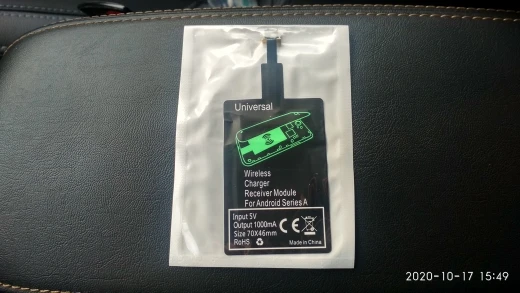 Universal
Wireless
Charger
Receiver Module
For Android Series A
Input 5V
Output 1000mA
Size 70X46mm
RoHS
CE
Made in China
2020-10-17 15:49